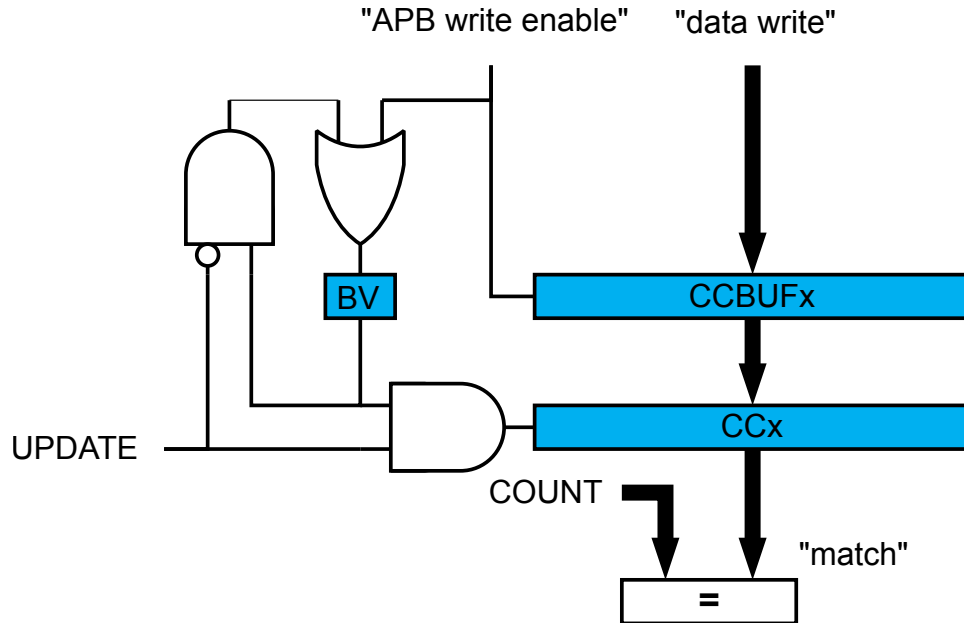 "APB write enable"
"data write"
BV
CCBUFx
CCx
UPDATE
COUNT
"match"
=